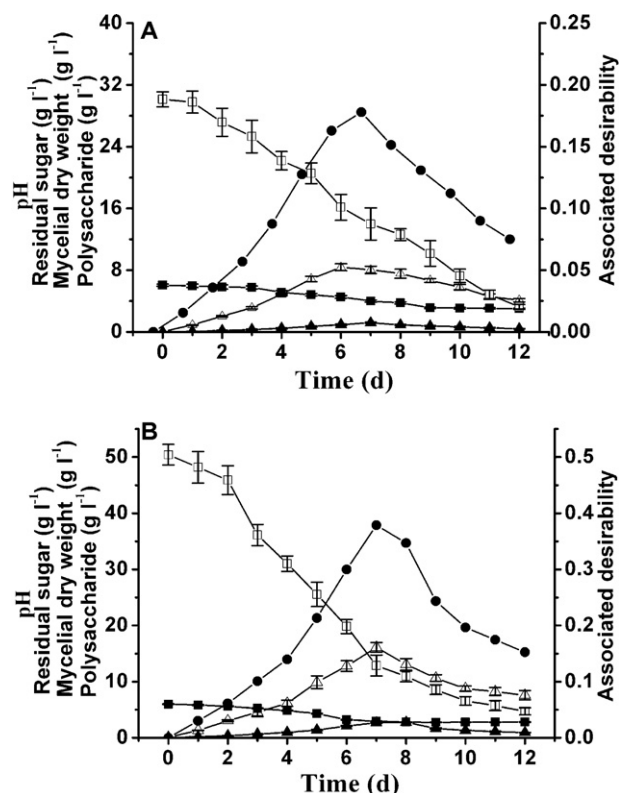 A
pH
Residual sugar (g l-1)
Mycelial dry weight (g l-1)
Polysaccharide (g l-1)
40
32
24
16
8
0
0.25
0.20
0.15
0.10
0.05
0.00
Associated desirability
0 2 4 6 8 10 12
Time (d)
B
pH
Residual sugar (g l-1)
Mycelial dry weight (g l-1)
Polysaccharide (g l-1)
50
40
30
20
10
0
0.5
0.4
0.3
0.2
0.1
0.0
Associated desirability
0 2 4 6 8 10 12
Time (d)